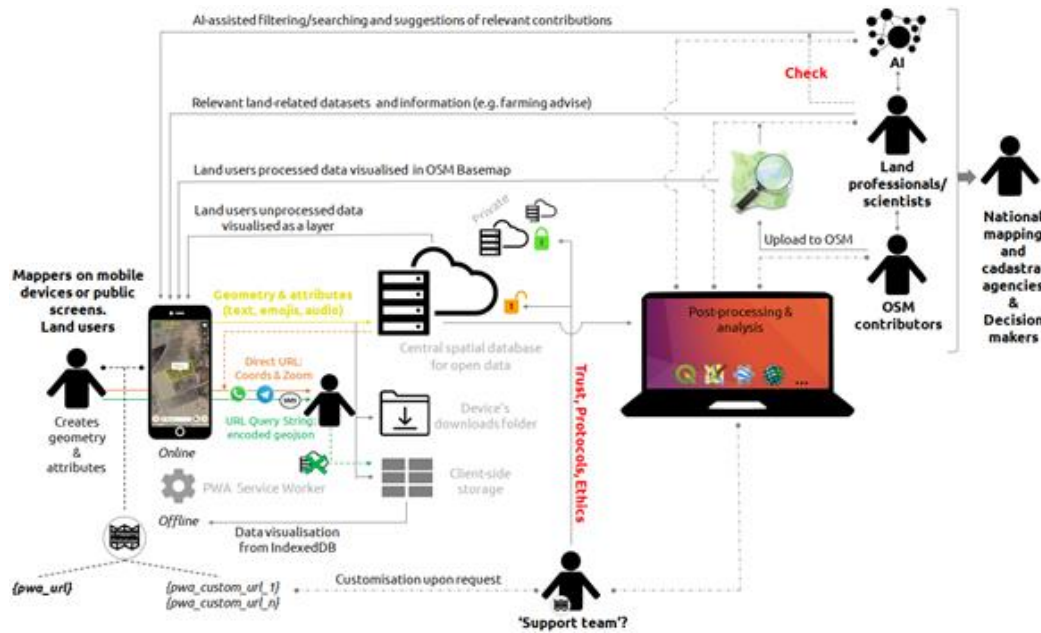 AI-assisted filtering/searching and suggestions of relevant contributions
AI
Check
Relevant land-related datasets and information (e.g. farming advise)
Land users processed data visualised in OSM Basemap
Land
professionals/
scientists
Private
Land users unprocessed data
visualised as a layer
Upload to OSM
National
mapping
and
cadastral
agencies
&
Decision
makers
Mappers on mobile
devices or public
screens.
Land users
Geometry & attributes
(text, emojis, audio)
OSM
contributors
Post-processing &
analysis
...
Central spatial database
for open data
Direct URL:
Coords & Zoom
SMS
URL Query String:
encoded geojson
Creates
geometry
&
attributes
Online
Device's
downloads folder
PWA Service Worker
Client-side
storage
Trust, Protocols, Ethics
Offline
Data visualisation
from IndexedDB
{pwa_url}
{pwa_custom_url_1}
{pwa_custom_url_n}
Customisation upon request
'Support team'?